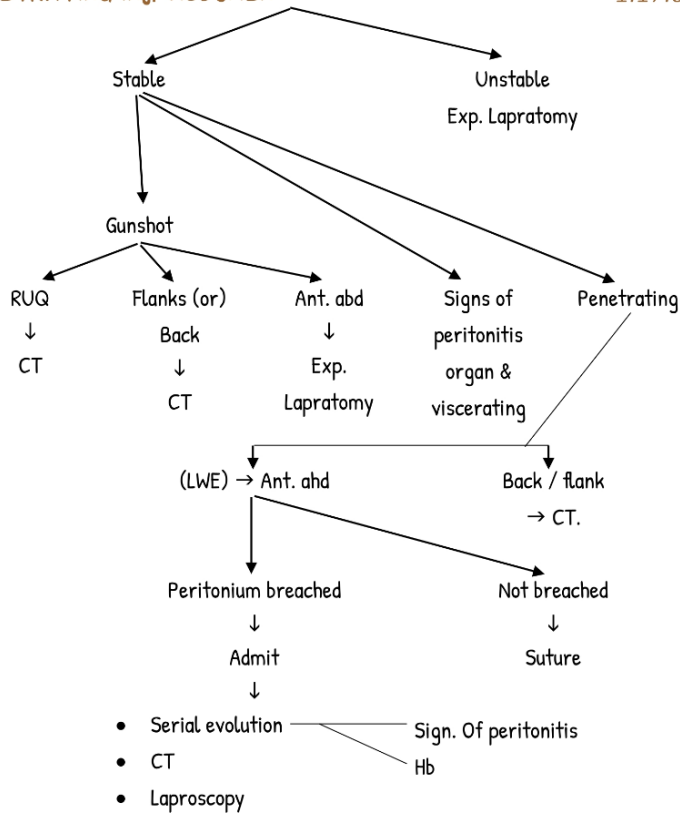 Stable
Unstable
Exp. Lapratomy
Gunshot
RUQ
↓
CT
Flanks (or)
Back
↓
CT
Ant. abd
↓
Exp.
Lapratomy
Signs of
peritonitis
organ &
viscerating
Penetrating
(LWE) → Ant. ahd
Back / flank
→ CT.
Peritonium breached
↓
Admit
↓
Not breached
↓
Suture
• Serial evolution
Sign. Of peritonitis
Hb
• CT
• Laproscopy